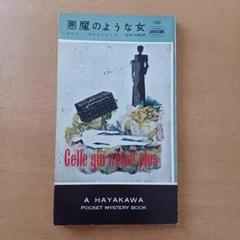 悪魔のような女
Celle qui n'était plus
A HAYAKAWA
POCKET MYSTERY BOOK